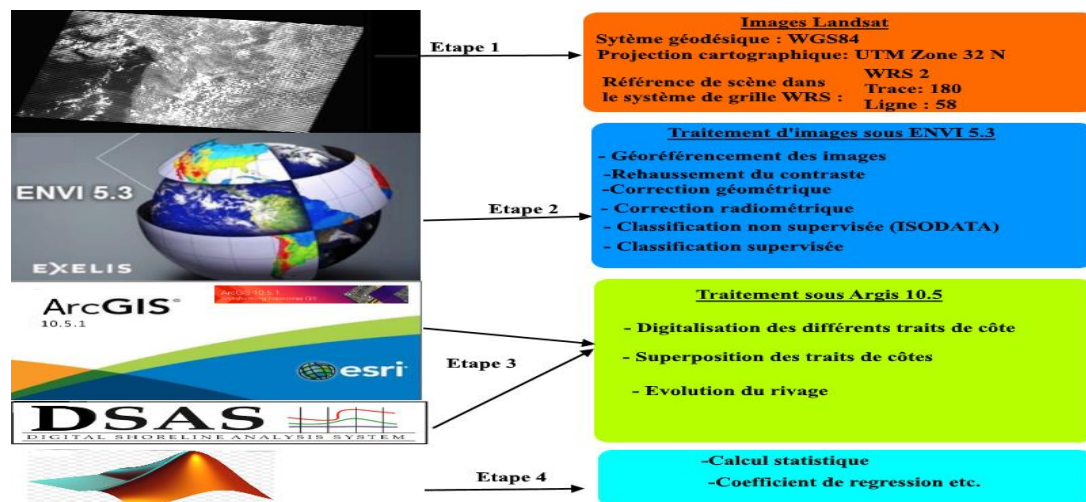 Etape 1
Images Landsat
Sytème géodésique : WGS84
Projection cartographique: UTM Zone 32 N
Référence de scène dans
le système de grille WRS :
WRS 2
Trace: 180
Ligne : 58
ENVI 5.3
EXELIS
Etape 2
Traitement d'images sous ENVI 5.3
- Géoréférencement des images
-Rehaussement du contraste
-Correction géométrique
- Correction radiométrique
- Classification non supervisée (ISODATA)
- Classification supervisée
ArcGIS®
10.5.1
ArcGIS 10.5.1
esri
DSAS
DIGITAL SHORELINE ANALYSIS SYSTEM
Etape 3
Traitement sous Argis 10.5
- Digitalisation des différents traits de côte
- Superposition des traits de côtes
- Evolution du rivage
Etape 4
-Calcul statistique
-Coefficient de regression etc.